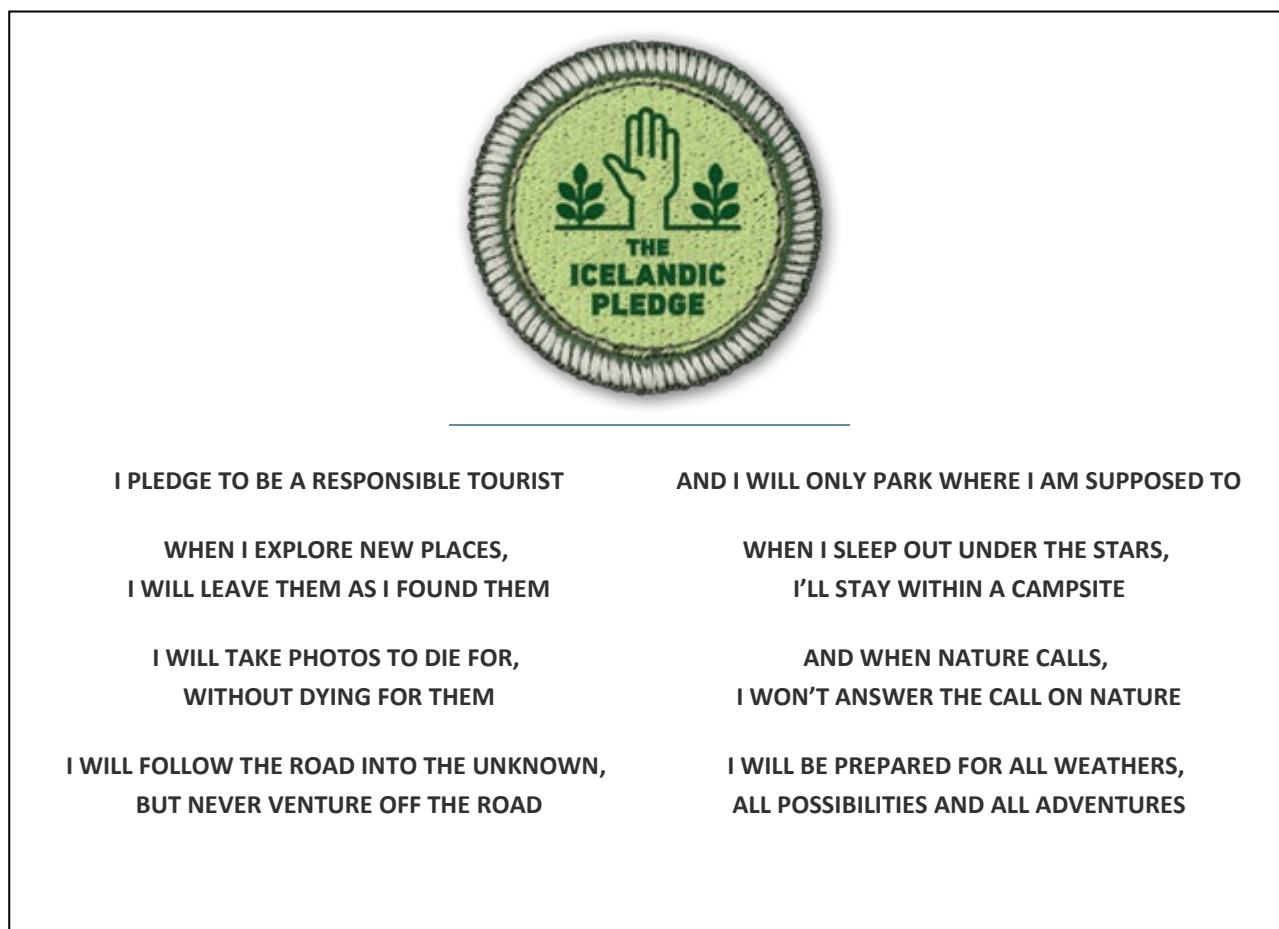 THE
ICELANDIC
PLEDGE
I PLEDGE TO BE A RESPONSIBLE TOURIST
WHEN I EXPLORE NEW PLACES,
I WILL LEAVE THEM AS I FOUND THEM
I WILL TAKE PHOTOS TO DIE FOR,
WITHOUT DYING FOR THEM
I WILL FOLLOW THE ROAD INTO THE UNKNOWN,
BUT NEVER VENTURE OFF THE ROAD
AND I WILL ONLY PARK WHERE I AM SUPPOSED TO
WHEN I SLEEP OUT UNDER THE STARS,
I’LL STAY WITHIN A CAMPSITE
AND WHEN NATURE CALLS,
I WON’T ANSWER THE CALL ON NATURE
I WILL BE PREPARED FOR ALL WEATHERS,
ALL POSSIBILITIES AND ALL ADVENTURES